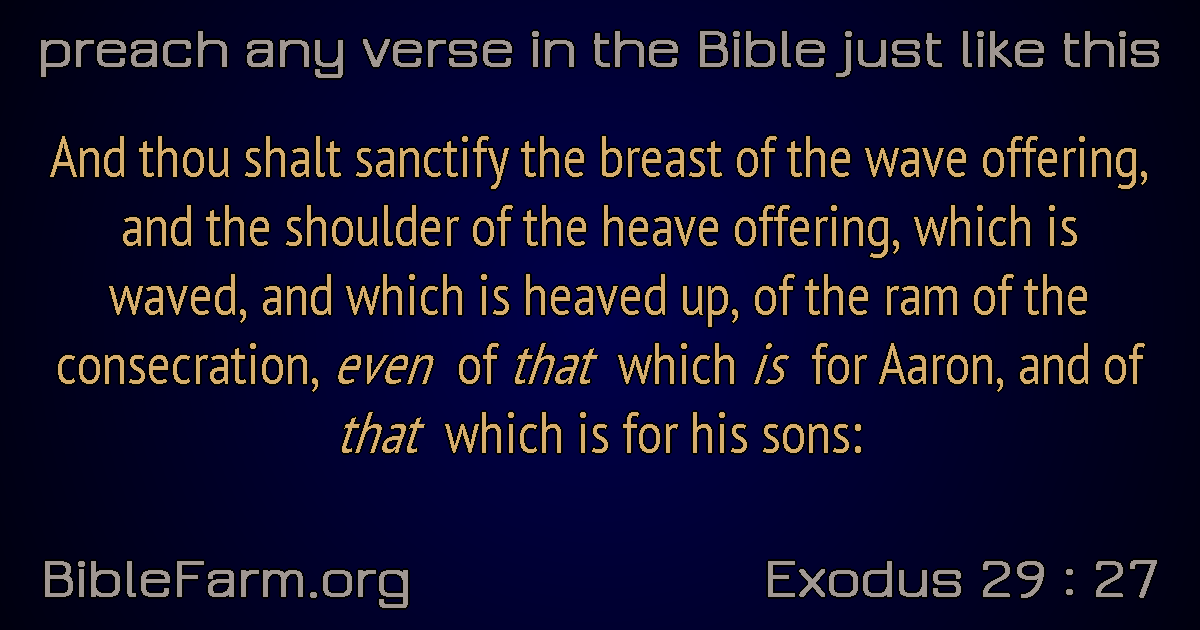 preach any verse in the Bible just like this
And thou shalt sanctify the breast of the wave offering,
and the shoulder of the heave offering, which is
waved, and which is heaved up, of the ram of the
consecration, even of that which is for Aaron, and of
that which is for his sons:
BibleFarm.org
Exodus 29 : 27